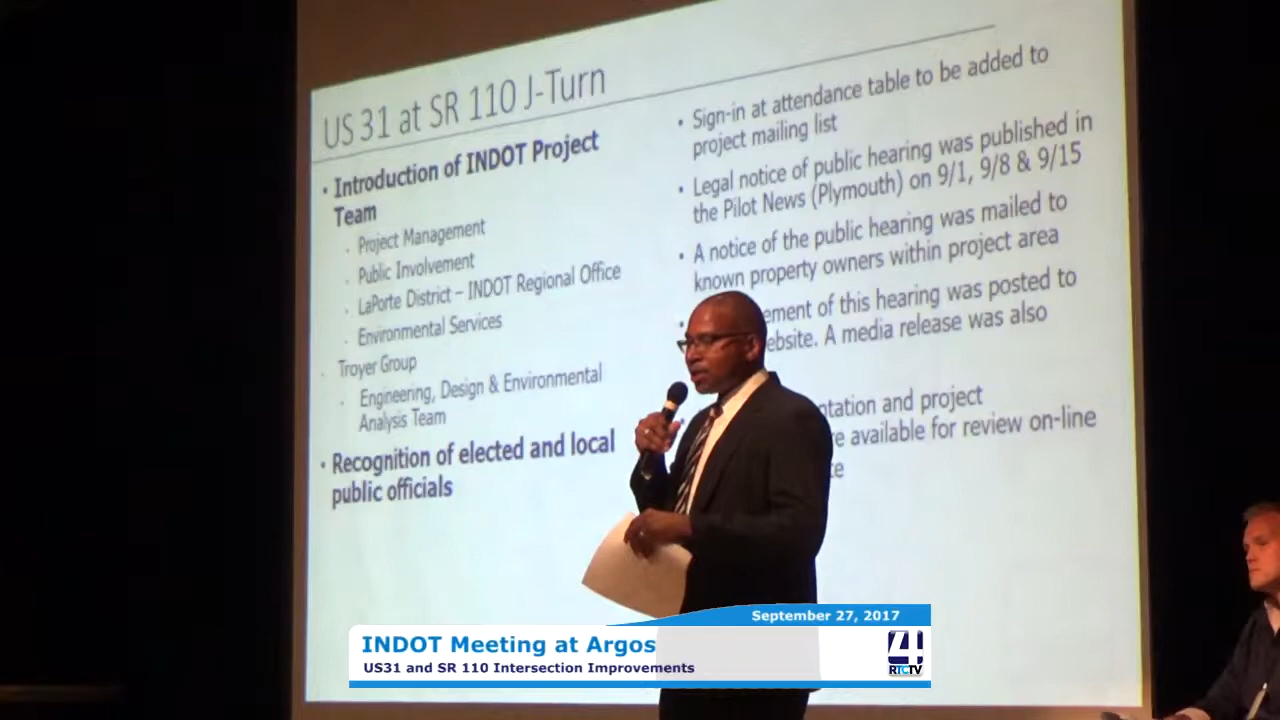 US 31 at SR 110 J-Turn
• Introduction of INDOT Project
Team
· Project Management
· Public Involvement
· LaPorte District – INDOT Regional Office
· Environmental Services
· Troyer Group
· Engineering, Design & Environmental
Analysis Team
• Recognition of elected and local
public officials
• Sign-in at attendance table to be added to
project mailing list
• Legal notice of public hearing was published in
the Pilot News (Plymouth) on 9/1, 9/8 & 9/15
• A notice of the public hearing was mailed to
known property owners within project area
of this hearing was posted to
A media release was also
and project
available for review on-line
September 27, 2017
INDOT Meeting at Argos
US31 and SR 110 Intersection Improvements
4
RTCTV